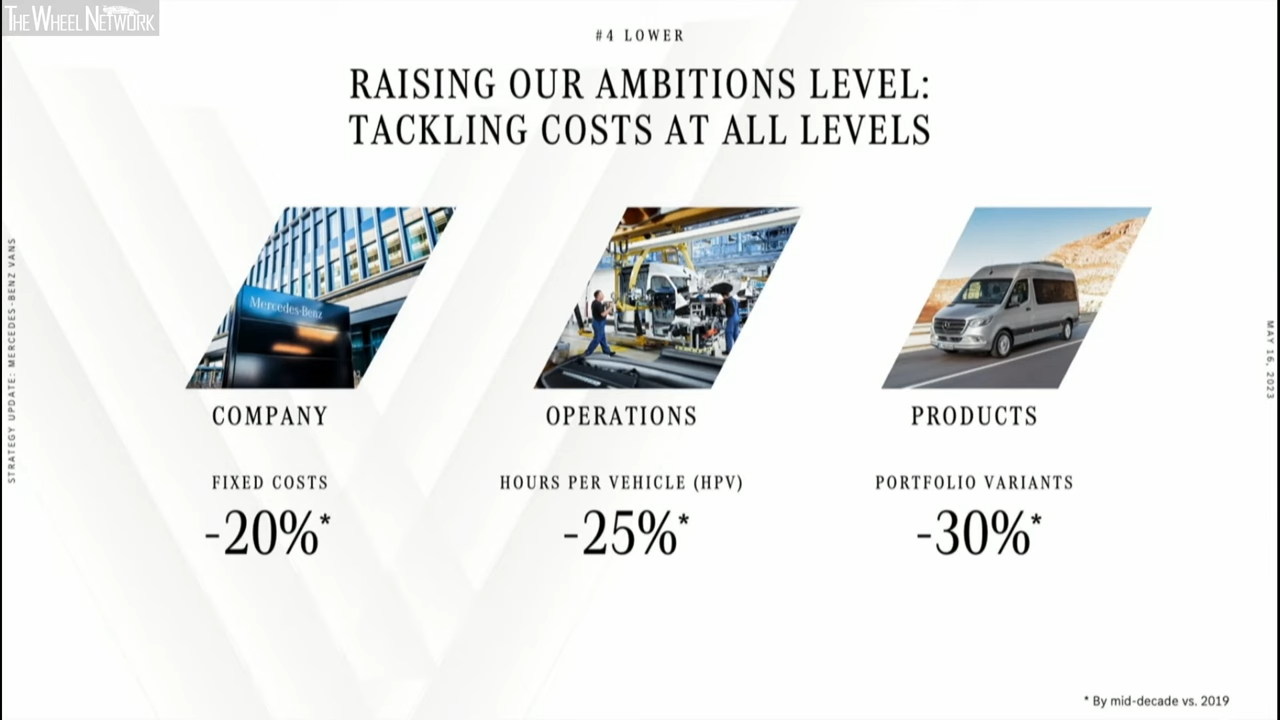 THE WHEEL NETWORK
#4 LOWER
RAISING OUR AMBITIONS LEVEL:
TACKLING COSTS AT ALL LEVELS
STRATEGY UPDATE: MERCEDES-BENZ VANS
MAY 16, 2023
Mercedes-Benz
COMPANY
FIXED COSTS
-20%*
OPERATIONS
HOURS PER VEHICLE (HPV)
-25%*
PRODUCTS
PORTFOLIO VARIANTS
-30%*
* By mid-decade vs. 2019